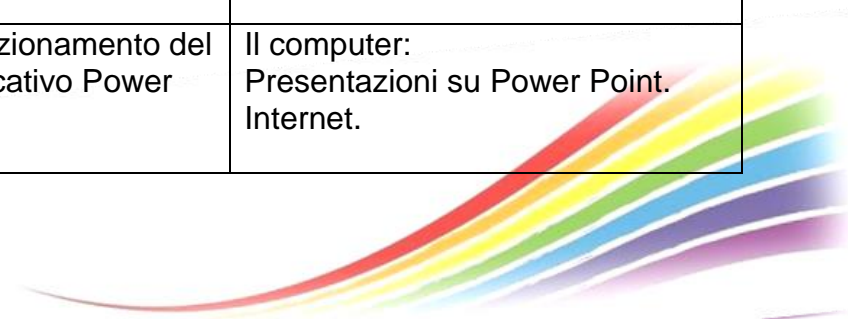 zionamento del
cativo Power
Il computer:
Presentazioni su Power Point.
Internet.